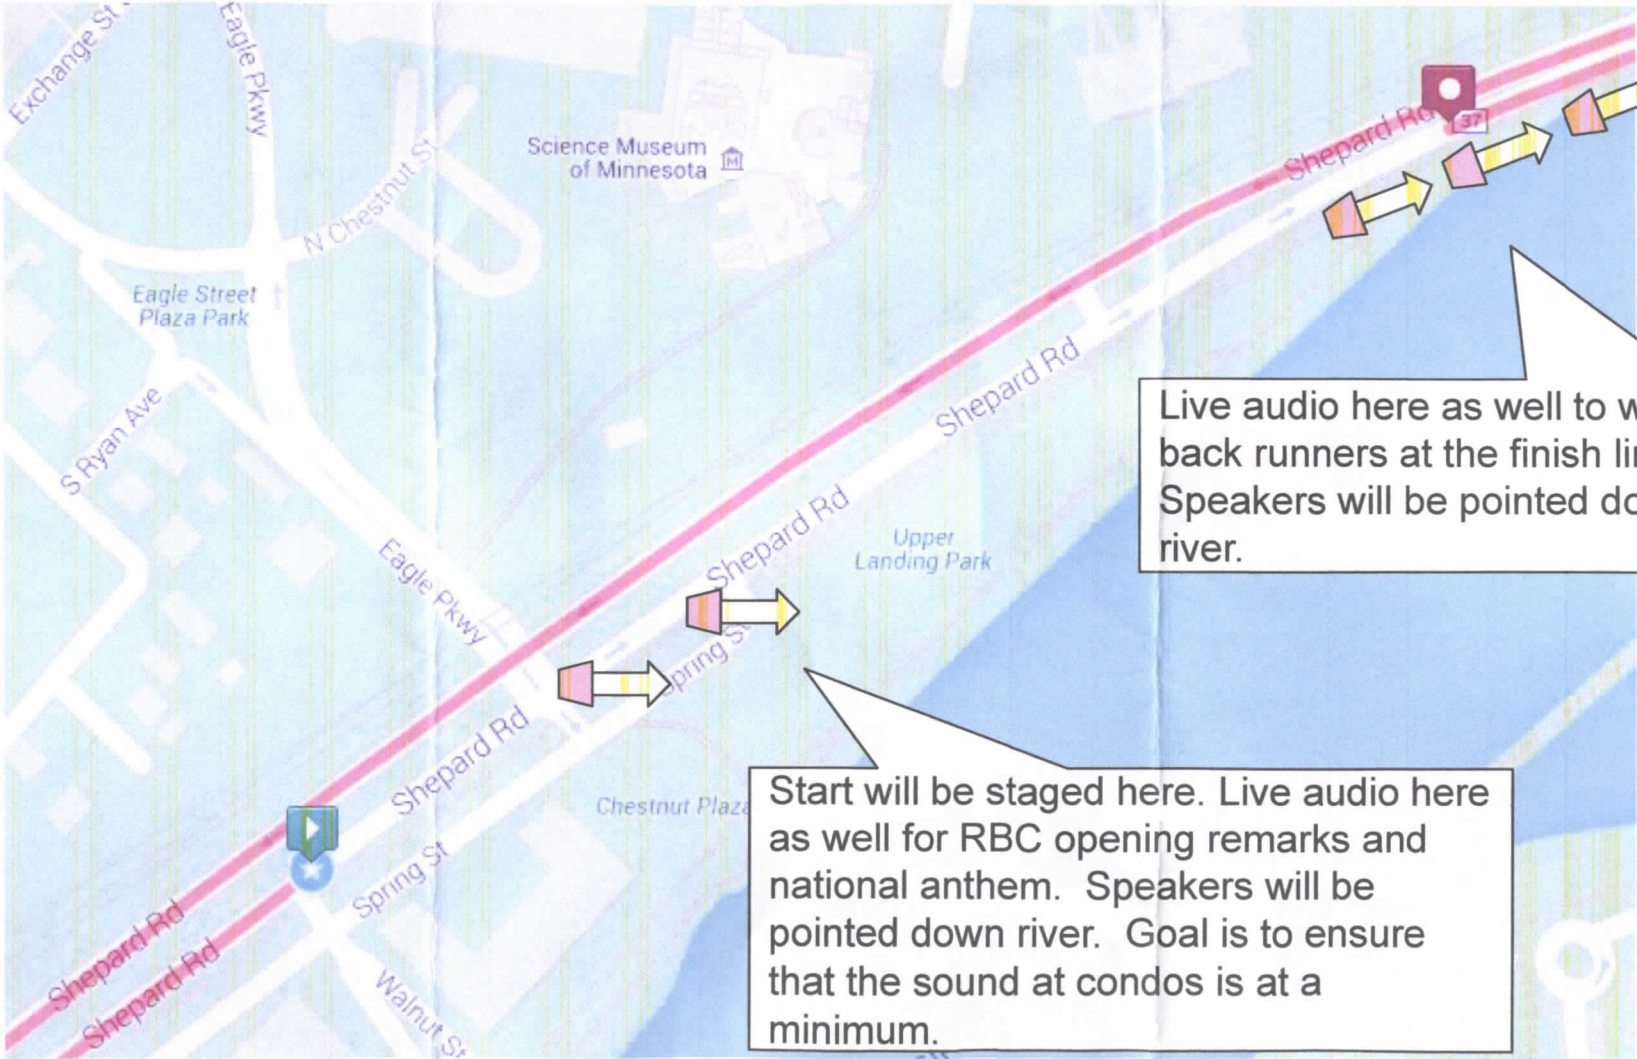 Exchange St
Eagle Pkwy
N Chestnut St
Science Museum
of Minnesota
M
Shepard Rd
37
Eagle Street
Plaza Park
S Ryan Ave
Shepard Rd
Live audio here as well to w
back runners at the finish lin
Speakers will be pointed do
river.
Shepard Rd
Upper
Landing Park
Eagle Pkwy
Spring St
Shepard Rd
Chestnut Plaza
Start will be staged here. Live audio here
as well for RBC opening remarks and
national anthem. Speakers will be
pointed down river. Goal is to ensure
that the sound at condos is at a
minimum.
Spring St
Shepard Rd
Shepard Rd
Walnut St